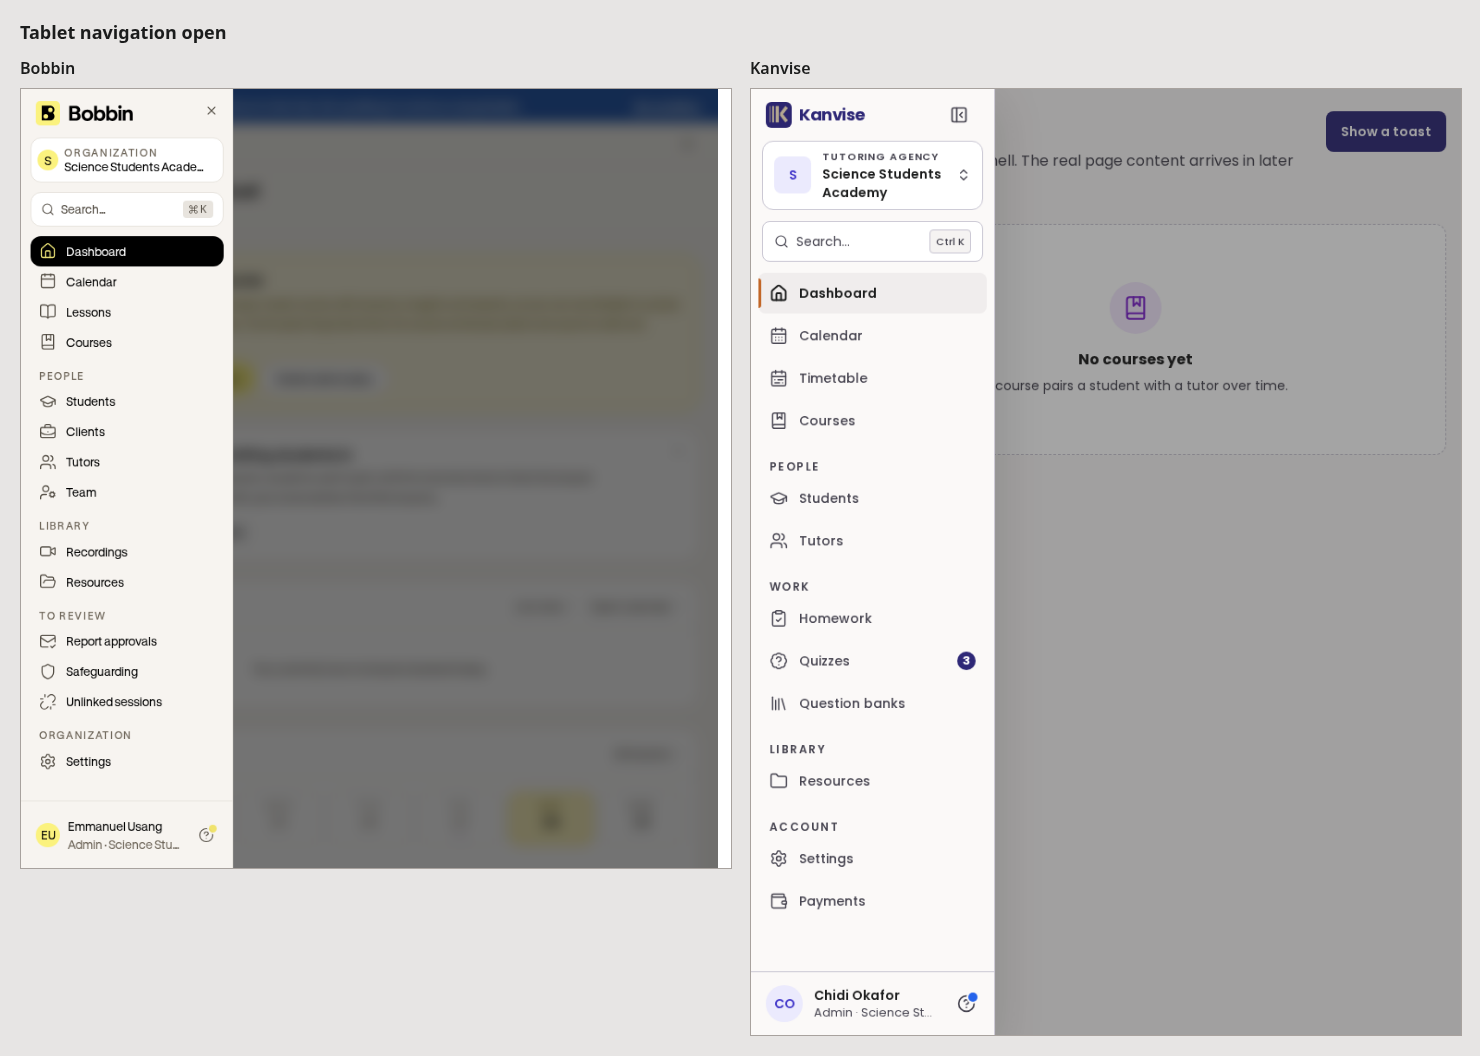 Tablet navigation open
Bobbin
Bobbin
ORGANIZATION
Science Students Acade...
Search...
⌘K
Dashboard
Calendar
Lessons
Courses
PEOPLE
Students
Clients
Tutors
Team
LIBRARY
Recordings
Resources
TO REVIEW
Report approvals
Safeguarding
Unlinked sessions
ORGANIZATION
Settings
EU
Emmanuel Usang
Admin · Science Stu...
Kanvise
Kanvise
TUTORING AGENCY
S
Science Students
Academy
Search...
Ctrl K
Dashboard
Calendar
Timetable
Courses
PEOPLE
Students
Tutors
WORK
Homework
Quizzes
3
Question banks
LIBRARY
Resources
ACCOUNT
Settings
Payments
CO
Chidi Okafor
Admin · Science St...
Show a toast
The real page content arrives in later
No courses yet
course pairs a student with a tutor over time.